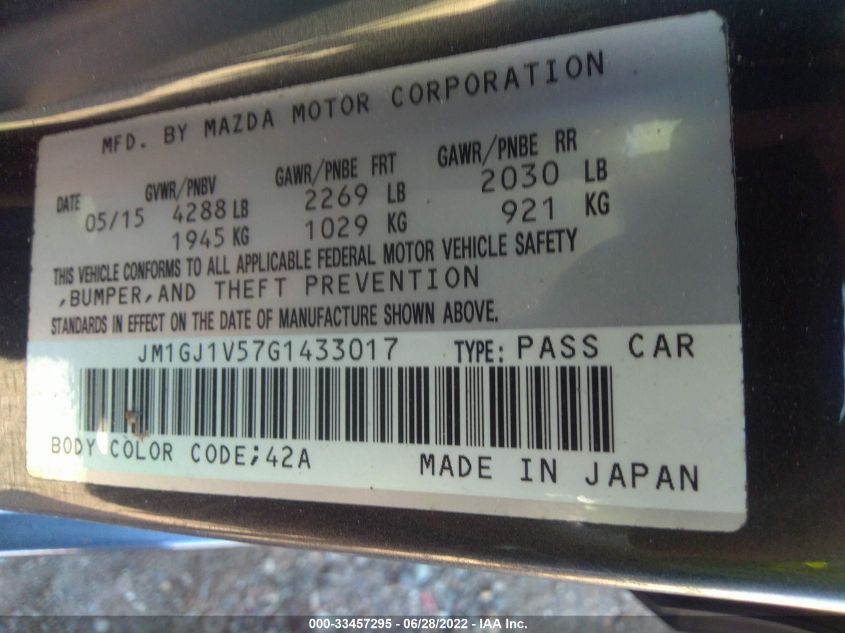 MFD. BY MAZDA MOTOR CORPORATION
DATE GVWR/PNBV GAWR/PNBE FRT GAWR/PNBE RR
05/15 4288 LB 2269 LB 2030 LB
1945 KG 1029 KG 921 KG
THIS VEHICLE CONFORMS TO ALL APPLICABLE FEDERAL MOTOR VEHICLE SAFETY
,BUMPER,AND THEFT PREVENTION
STANDARDS IN EFFECT ON THE DATE OF MANUFACTURE SHOWN ABOVE.
JM1GJ1V57G1433017 TYPE: PASS CAR
BODY COLOR CODE;42A MADE IN JAPAN
000-33457295 - 06/28/2022 - IAA Inc.